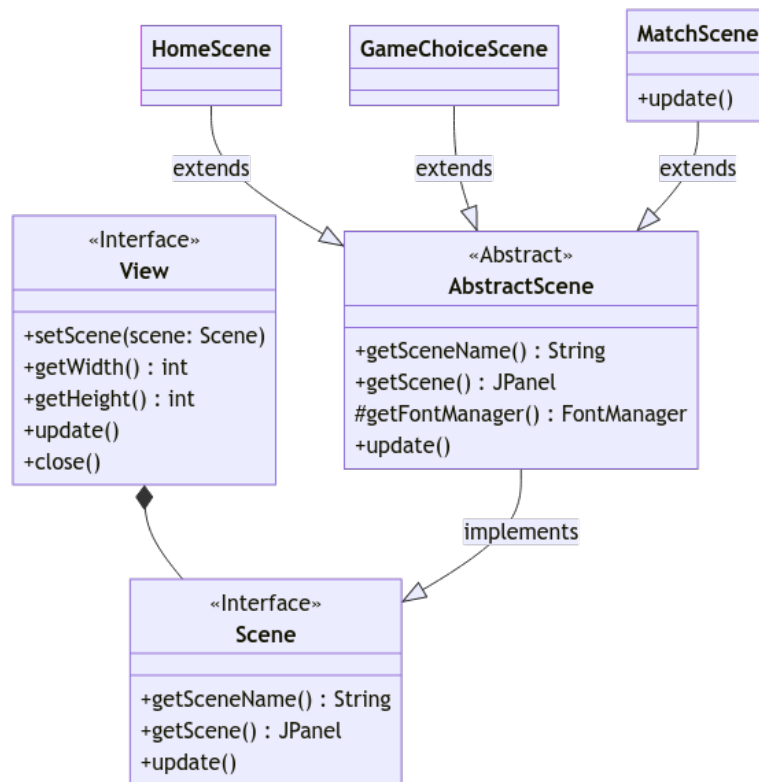 HomeScene
GameChoiceScene
MatchScene
+update()
extends
extends
extends
«Interface»
View
+setScene(scene: Scene)
+getWidth() : int
+getHeight() : int
+update()
+close()
«Abstract»
AbstractScene
+getSceneName() : String
+getScene() : JPanel
#getFontManager() : FontManager
+update()
implements
«Interface»
Scene
+getSceneName() : String
+getScene() : JPanel
+update()